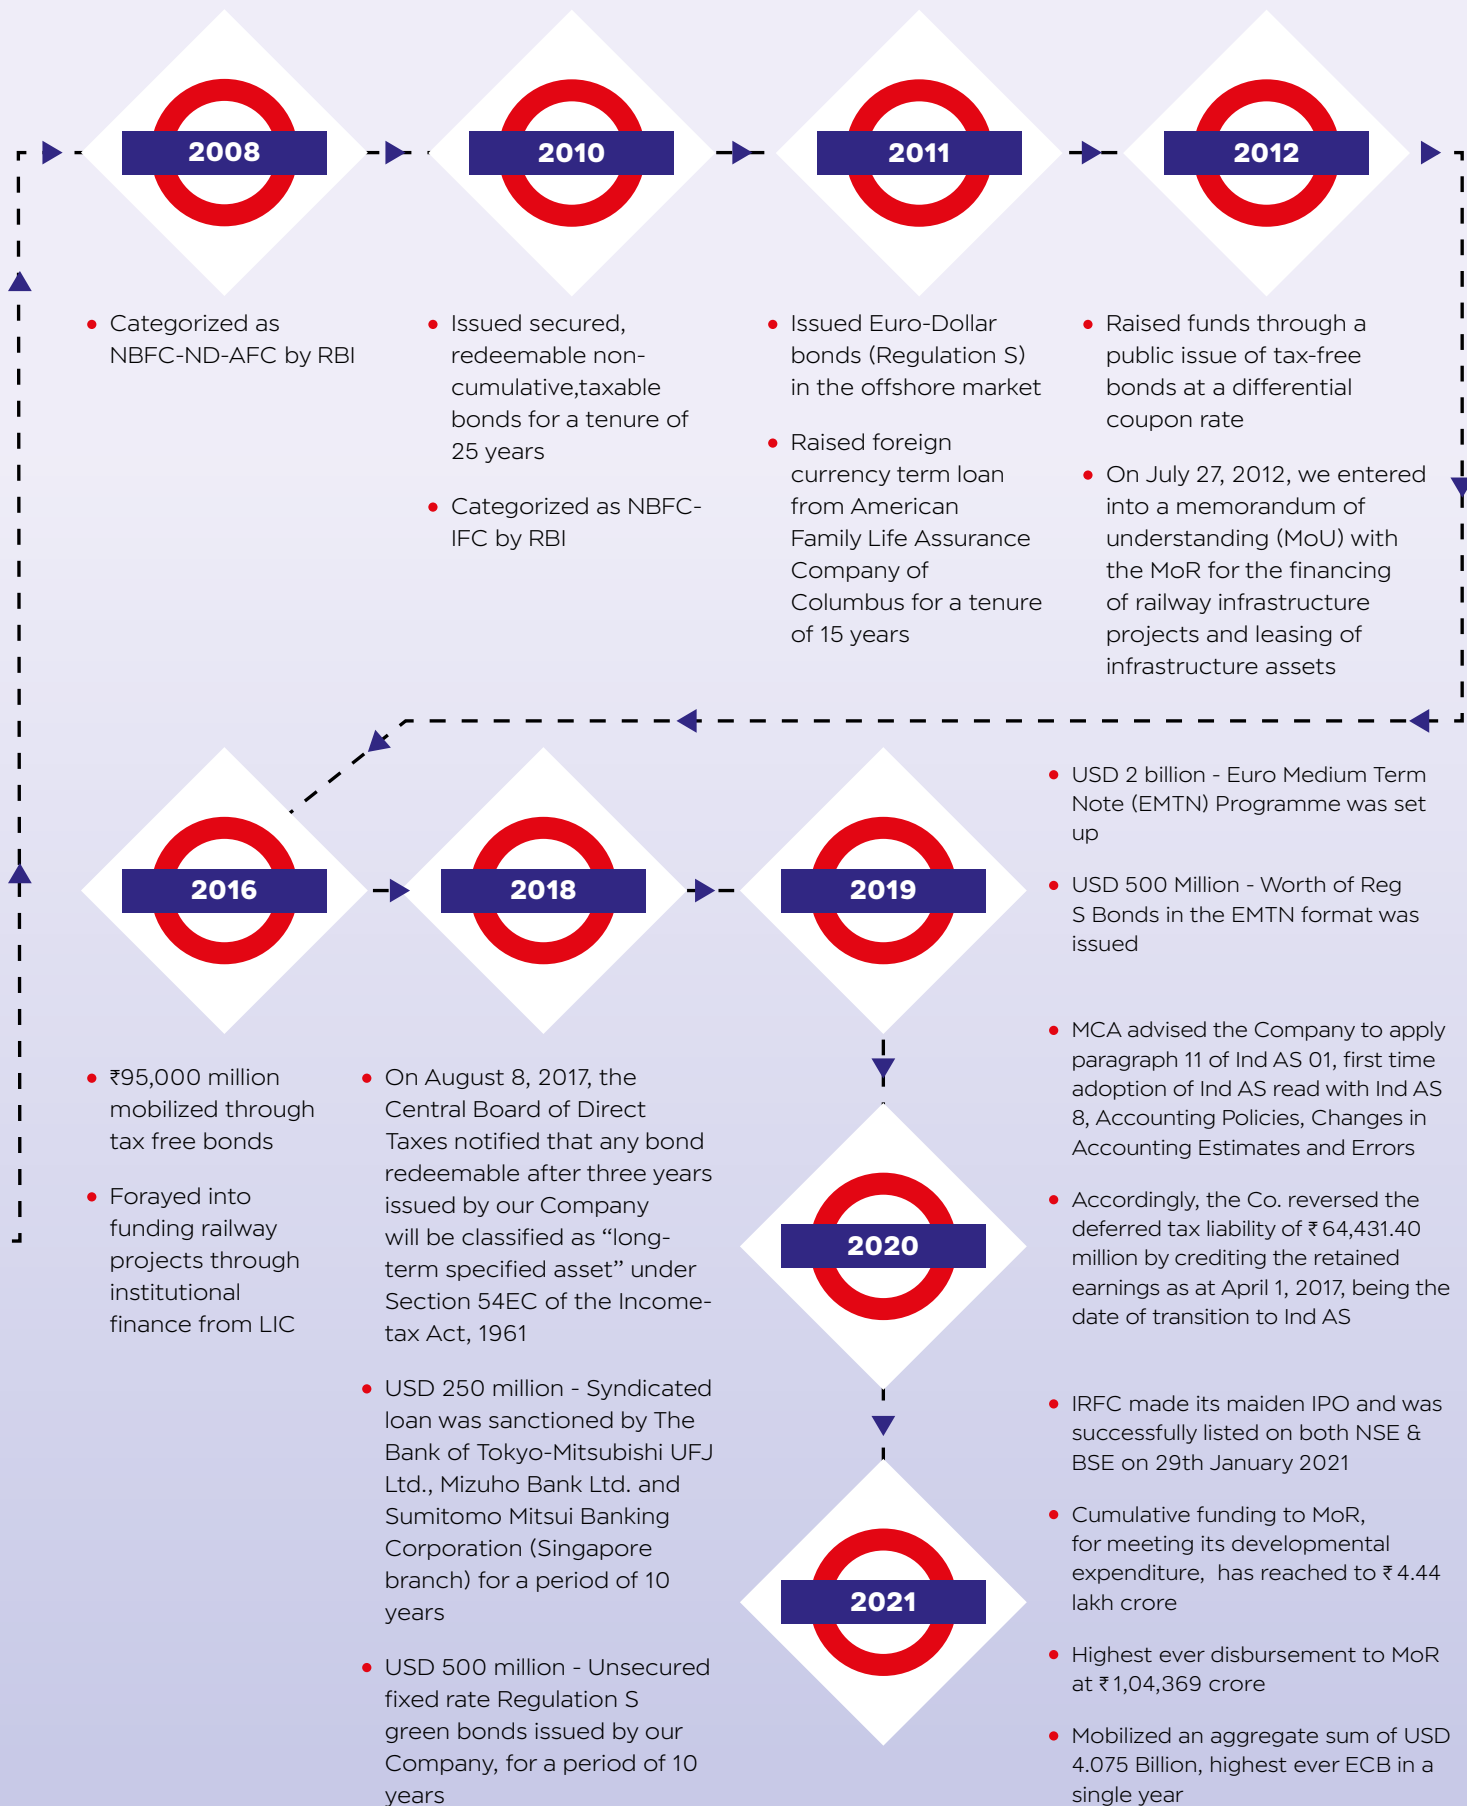 2008
2010
2011
2012
• Categorized as
NBFC-ND-AFC by RBI
• Issued secured,
redeemable non-
cumulative,taxable
bonds for a tenure of
25 years
• Categorized as NBFC-
IFC by RBI
• Issued Euro-Dollar
bonds (Regulation S)
in the offshore market
• Raised foreign
currency term loan
from American
Family Life Assurance
Company of
Columbus for a tenure
of 15 years
• Raised funds through a
public issue of tax-free
bonds at a differential
coupon rate
• On July 27, 2012, we entered
into a memorandum of
understanding (MoU) with
the MoR for the financing
of railway infrastructure
projects and leasing of
infrastructure assets
2016
2018
2019
• ₹95,000 million
mobilized through
tax free bonds
• Forayed into
funding railway
projects through
institutional
finance from LIC
• On August 8, 2017, the
Central Board of Direct
Taxes notified that any bond
redeemable after three years
issued by our Company
will be classified as “long-
term specified asset” under
Section 54EC of the Income-
tax Act, 1961
• USD 250 million - Syndicated
loan was sanctioned by The
Bank of Tokyo-Mitsubishi UFJ
Ltd., Mizuho Bank Ltd. and
Sumitomo Mitsui Banking
Corporation (Singapore
branch) for a period of 10
years
• USD 500 million - Unsecured
fixed rate Regulation S
green bonds issued by our
Company, for a period of 10
years
• USD 2 billion - Euro Medium Term
Note (EMTN) Programme was set
up
• USD 500 Million - Worth of Reg
S Bonds in the EMTN format was
issued
2020
• MCA advised the Company to apply
paragraph 11 of Ind AS 01, first time
adoption of Ind AS read with Ind AS
8, Accounting Policies, Changes in
Accounting Estimates and Errors
• Accordingly, the Co. reversed the
deferred tax liability of ₹ 64,431.40
million by crediting the retained
earnings as at April 1, 2017, being the
date of transition to Ind AS
2021
• IRFC made its maiden IPO and was
successfully listed on both NSE &
BSE on 29th January 2021
• Cumulative funding to MoR,
for meeting its developmental
expenditure, has reached to ₹ 4.44
lakh crore
• Highest ever disbursement to MoR
at ₹ 1,04,369 crore
• Mobilized an aggregate sum of USD
4.075 Billion, highest ever ECB in a
single year